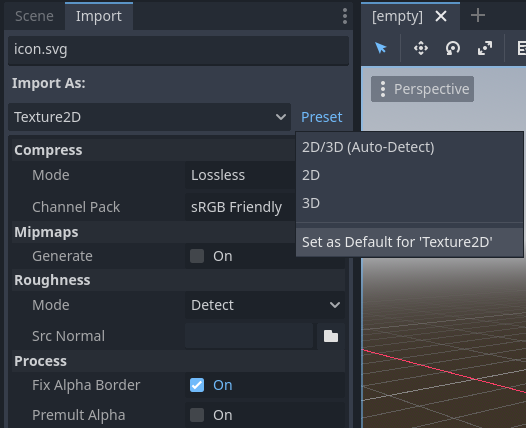 Scene Import
[empty]
icon.svg
Perspective
Import As:
Texture2D Preset
2D/3D (Auto-Detect)
2D
3D
Set as Default for 'Texture2D'
Compress
Mode Lossless
Channel Pack sRGB Friendly
Mipmaps
Generate On
Roughness
Mode Detect
Src Normal
Process
Fix Alpha Border On
Premult Alpha On